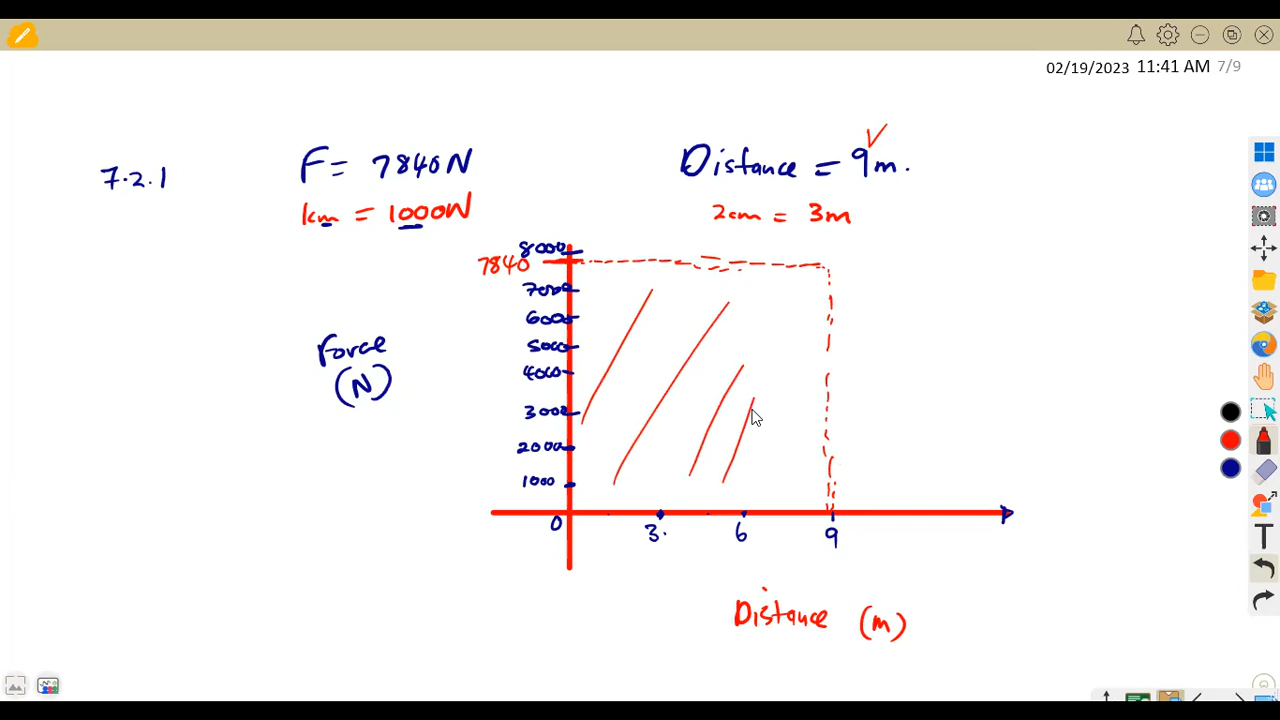 02/19/2023 11:41 AM 7/9
7.2.1
F = 7840N
Distance = 9m.
km = 1000N
2cm = 3m
8000
7840
7000
6000
5000
4000
3000
2000
1000
Force
(N)
0
3.
6
9
Distance (m)
T